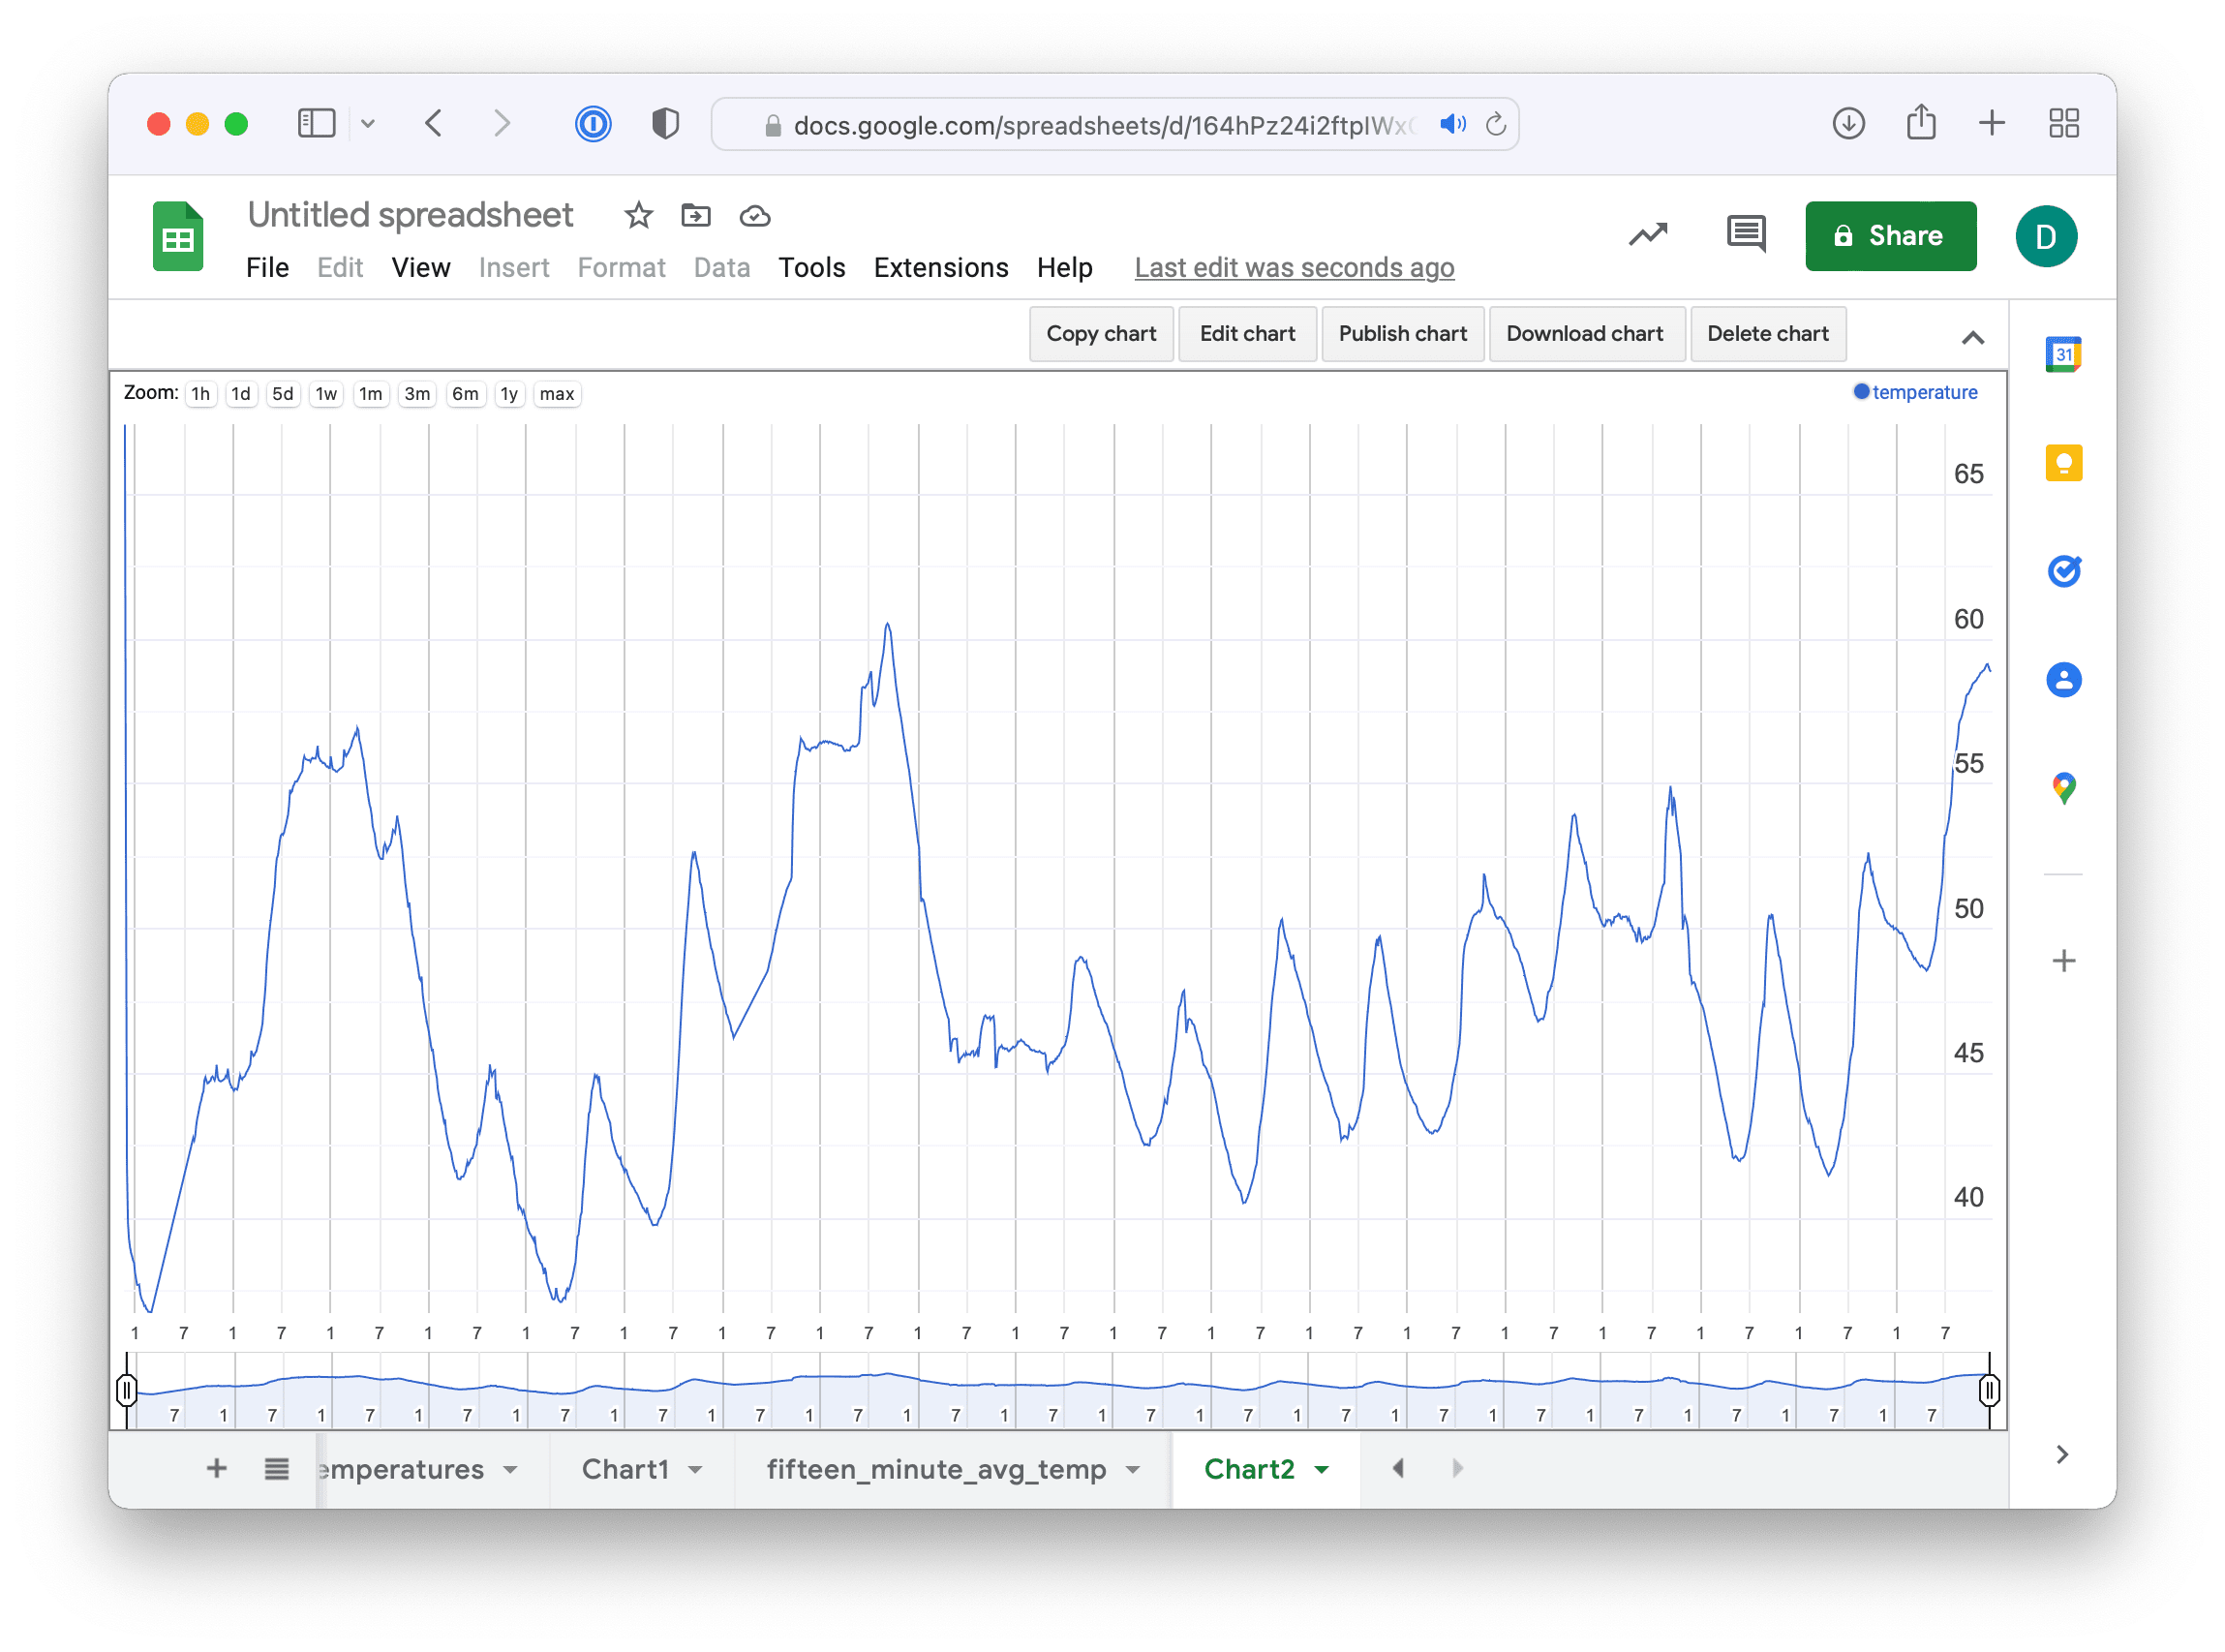 docs.google.com/spreadsheets/d/164hPz24i2ftpIWx
Untitled spreadsheet
File Edit View Insert Format Data Tools Extensions Help Last edit was seconds ago
Share
D
Copy chart Edit chart Publish chart Download chart Delete chart
31
Zoom: 1h 1d 5d 1w 1m 3m 6m 1y max
temperature
65
60
55
50
45
40
1 7 1 7 1 7 1 7 1 7 1 7 1 7 1 7 1 7 1 7 1 7 1 7 1 7 1 7 1 7 1 7 1 7 1 7 1 7
7 1 7 1 7 1 7 1 7 1 7 1 7 1 7 1 7 1 7 1 7 1 7 1 7 1 7 1 7 1 7 1 7 1 7 1 7
emperatures Chart1 fifteen_minute_avg_temp Chart2